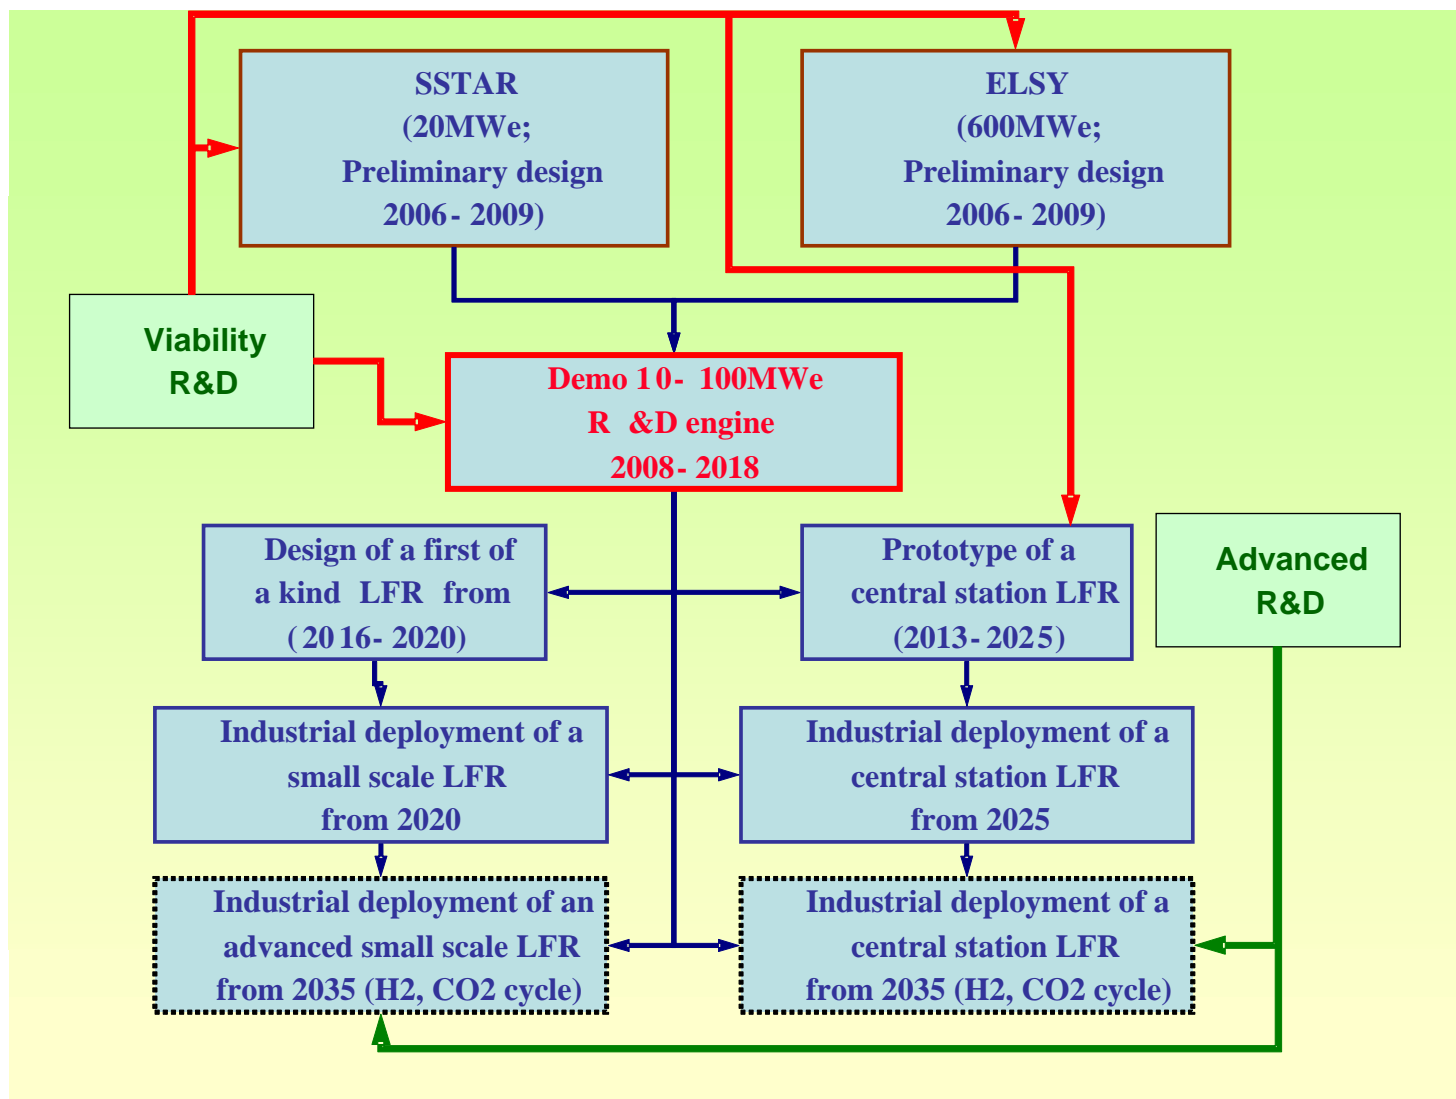 SSTAR
(20MWe;
Preliminary design
2006- 2009)
ELSY
(600MWe;
Preliminary design
2006- 2009)
Viability
R&D
Demo 10- 100MWe
R &D engine
2008- 2018
Design of a first of
a kind LFR from
(2016- 2020)
Prototype of a
central station LFR
(2013- 2025)
Advanced
R&D
Industrial deployment of a
small scale LFR
from 2020
Industrial deployment of a
central station LFR
from 2025
Industrial deployment of an
advanced small scale LFR
from 2035 (H2, CO2 cycle)
Industrial deployment of a
central station LFR
from 2035 (H2, CO2 cycle)